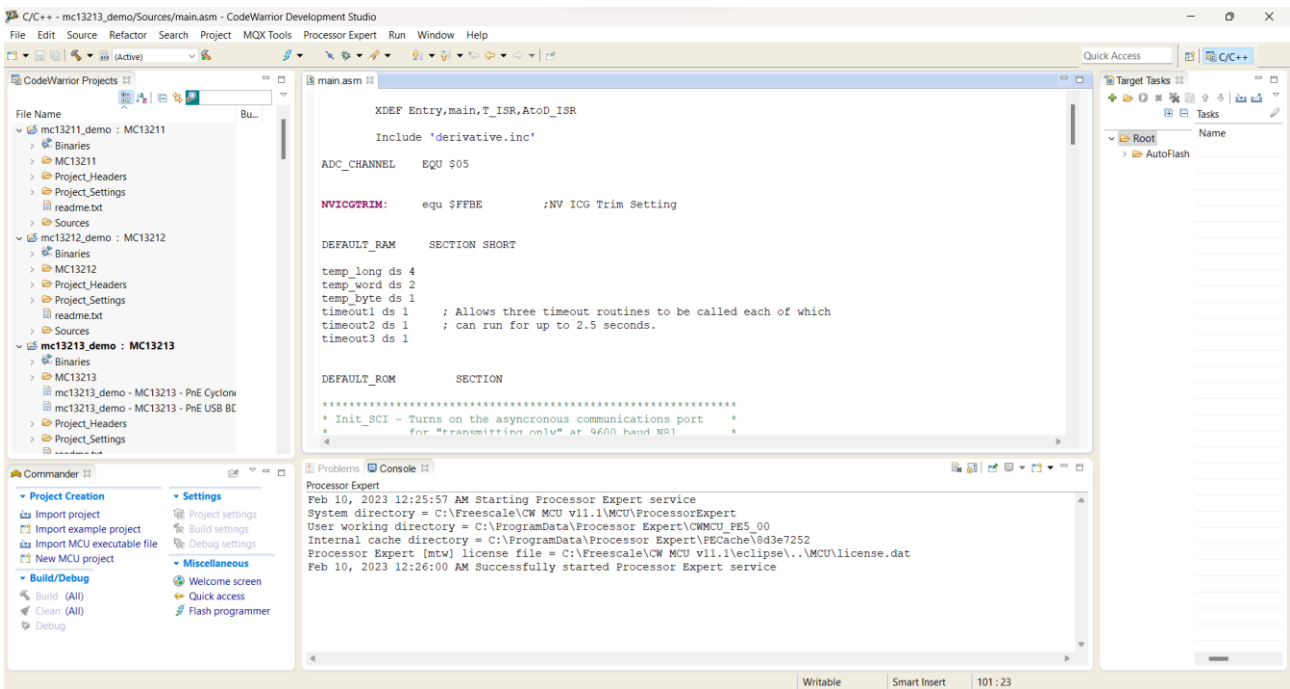 C/C++ - mc13213_demo/Sources/main.asm - CodeWarrior Development Studio
File Edit Source Refactor Search Project MQX Tools Processor Expert Run Window Help
(Active)
Quick Access
C/C++
CodeWarrior Projects
File Name
Bu...
mc13211_demo : MC13211
Binaries
MC13211
Project_Headers
Project_Settings
readme.txt
Sources
mc13212_demo : MC13212
Binaries
MC13212
Project_Headers
Project_Settings
readme.txt
Sources
mc13213_demo : MC13213
Binaries
MC13213
mc13213_demo - MC13213 - PnE Cyclone
mc13213_demo - MC13213 - PnE USB BD
Project_Headers
Project_Settings
readme.txt
main.asm
XDEF Entry,main,T_ISR,AtoD_ISR
Include 'derivative.inc'
ADC_CHANNEL EQU $05
NVICGTRIM: equ $FFBE ;NV ICG Trim Setting
DEFAULT_RAM SECTION SHORT
temp_long ds 4
temp_word ds 2
temp_byte ds 1
timeout1 ds 1 ; Allows three timeout routines to be called each of which
timeout2 ds 1 ; can run for up to 2.5 seconds.
timeout3 ds 1
DEFAULT_ROM SECTION
**************************************************************
* Init_SCI - Turns on the asyncronous communications port *
* for "transmitting only" at 9600 baud N81 *
Target Tasks
Tasks
Root
AutoFlash
Name
Commander
Project Creation
Import project
Import example project
Import MCU executable file
New MCU project
Build/Debug
Build (All)
Clean (All)
Debug
Settings
Project settings
Build settings
Debug settings
Miscellaneous
Welcome screen
Quick access
Flash programmer
Problems Console
Processor Expert
Feb 10, 2023 12:25:57 AM Starting Processor Expert service
System directory = C:\Freescale\CW MCU v11.1\MCU\ProcessorExpert
User working directory = C:\ProgramData\Processor Expert\CWMCU_PE5_00
Internal cache directory = C:\ProgramData\Processor Expert\PECache\8d3e7252
Processor Expert [mtw] license file = C:\Freescale\CW MCU v11.1\eclipse\..\MCU\license.dat
Feb 10, 2023 12:26:00 AM Successfully started Processor Expert service
Writable
Smart Insert
101 : 23